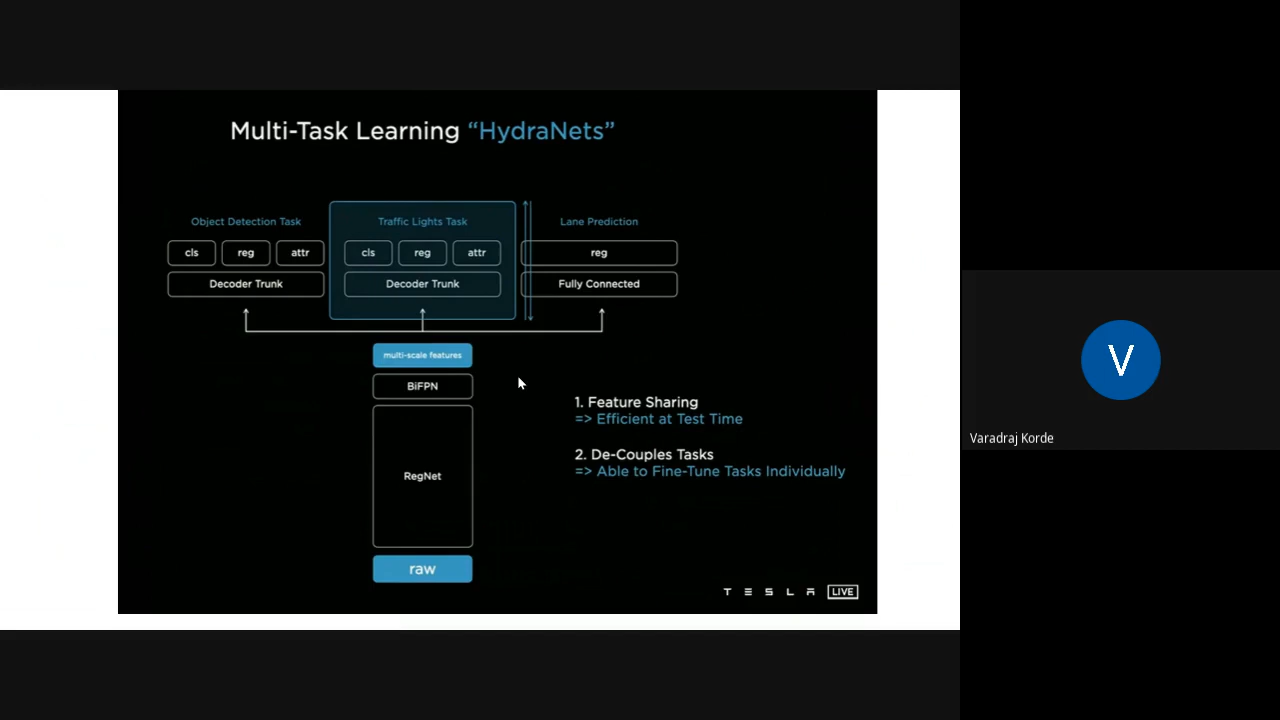 Multi-Task Learning “HydraNets”
Object Detection Task
Traffic Lights Task
Lane Prediction
cls reg attr
cls reg attr
reg
Decoder Trunk
Decoder Trunk
Fully Connected
multi-scale features
BiFPN
RegNet
raw
1. Feature Sharing
=> Efficient at Test Time
2. De-Couples Tasks
=> Able to Fine-Tune Tasks Individually
TESLA LIVE
V
Varadraj Korde